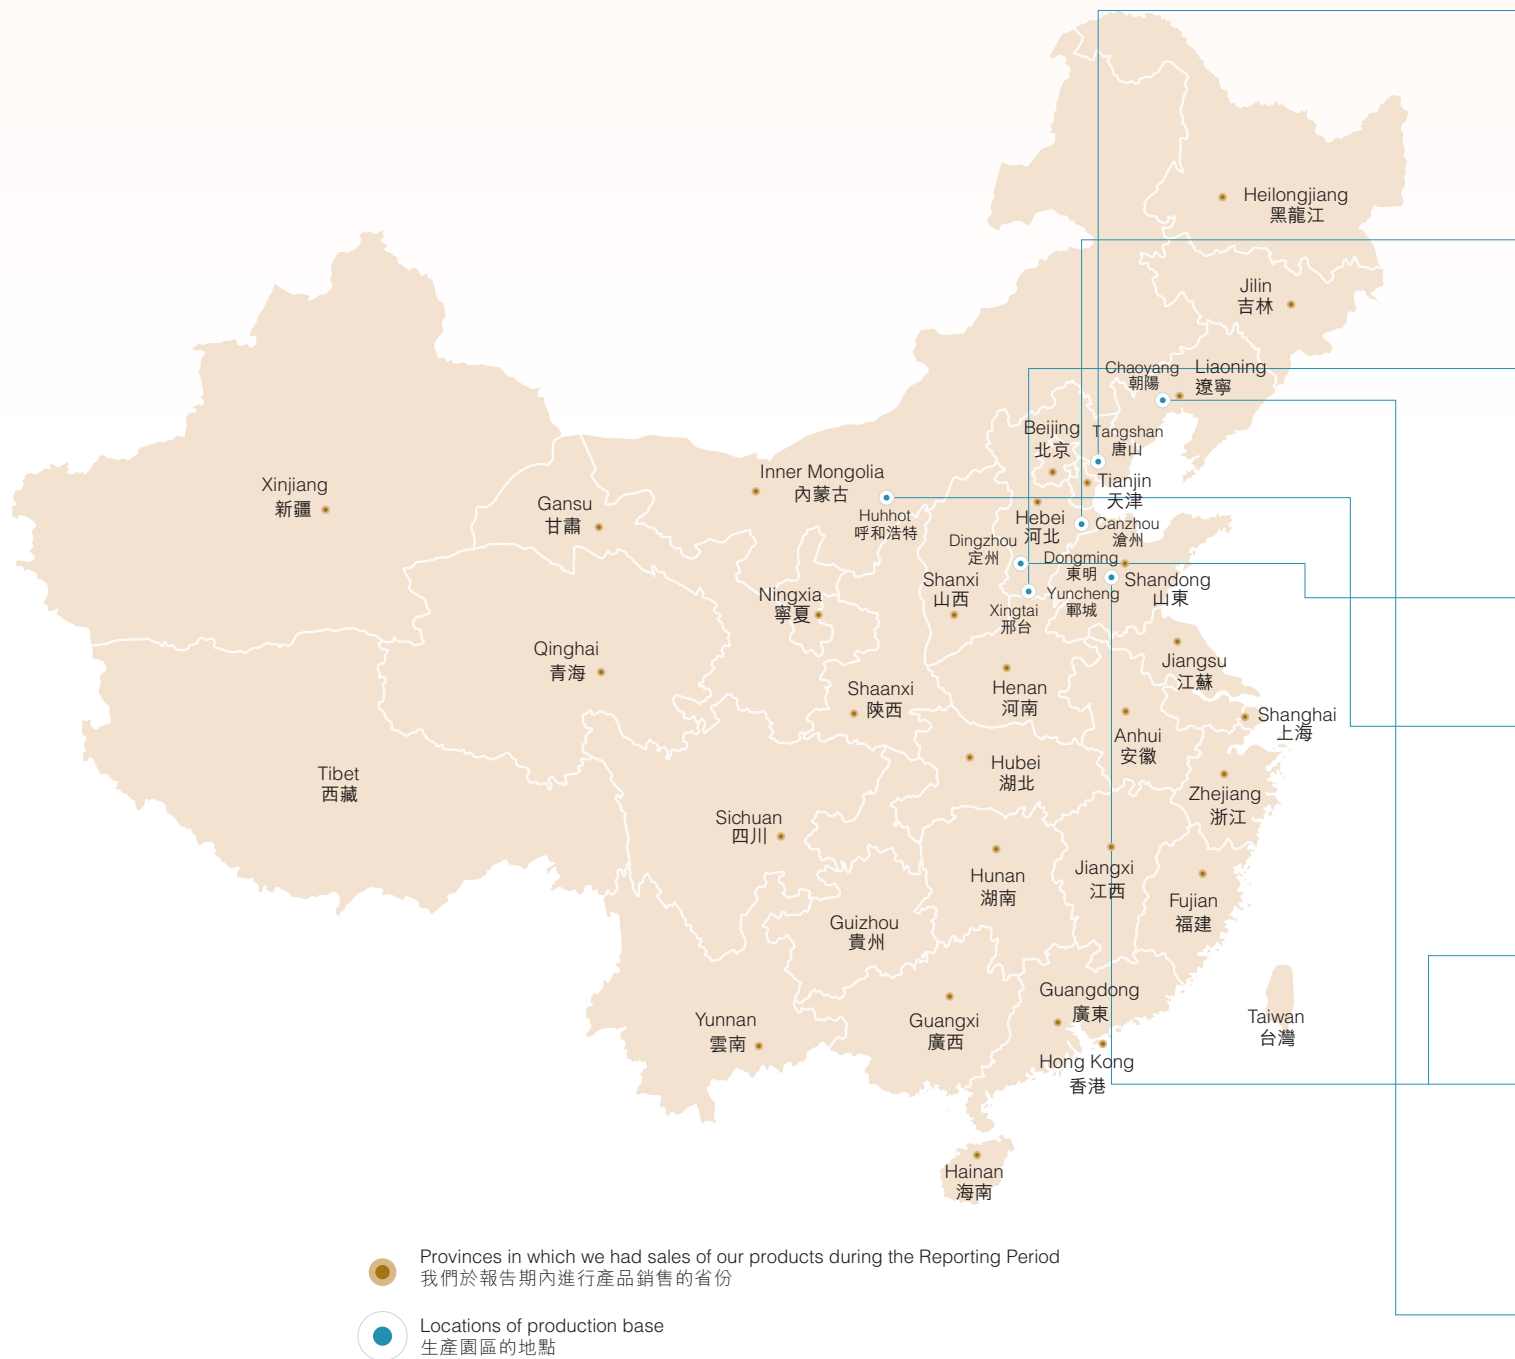 Heilongjiang
黑龍江
Jilin
吉林
Chaoyang
朝陽
Liaoning
遼寧
Beijing
北京
Tangshan
唐山
Tianjin
天津
Inner Mongolia
內蒙古
Huhhot
呼和浩特
Xinjiang
新疆
Gansu
甘肅
Hebei
河北
Canzhou
滄州
Dingzhou
定州
Dongming
東明
Shandong
山東
Shanxi
山西
Yuncheng
鄆城
Xingtai
邢台
Ningxia
寧夏
Qinghai
青海
Jiangsu
江蘇
Shaanxi
陝西
Henan
河南
Shanghai
上海
Anhui
安徽
Hubei
湖北
Tibet
西藏
Zhejiang
浙江
Sichuan
四川
Hunan
湖南
Jiangxi
江西
Fujian
福建
Guizhou
貴州
Guangdong
廣東
Yunnan
雲南
Guangxi
廣西
Taiwan
台灣
Hong Kong
香港
Hainan
海南
Provinces in which we had sales of our products during the Reporting Period
我們於報告期內進行產品銷售的省份
Locations of production base
生產園區的地點